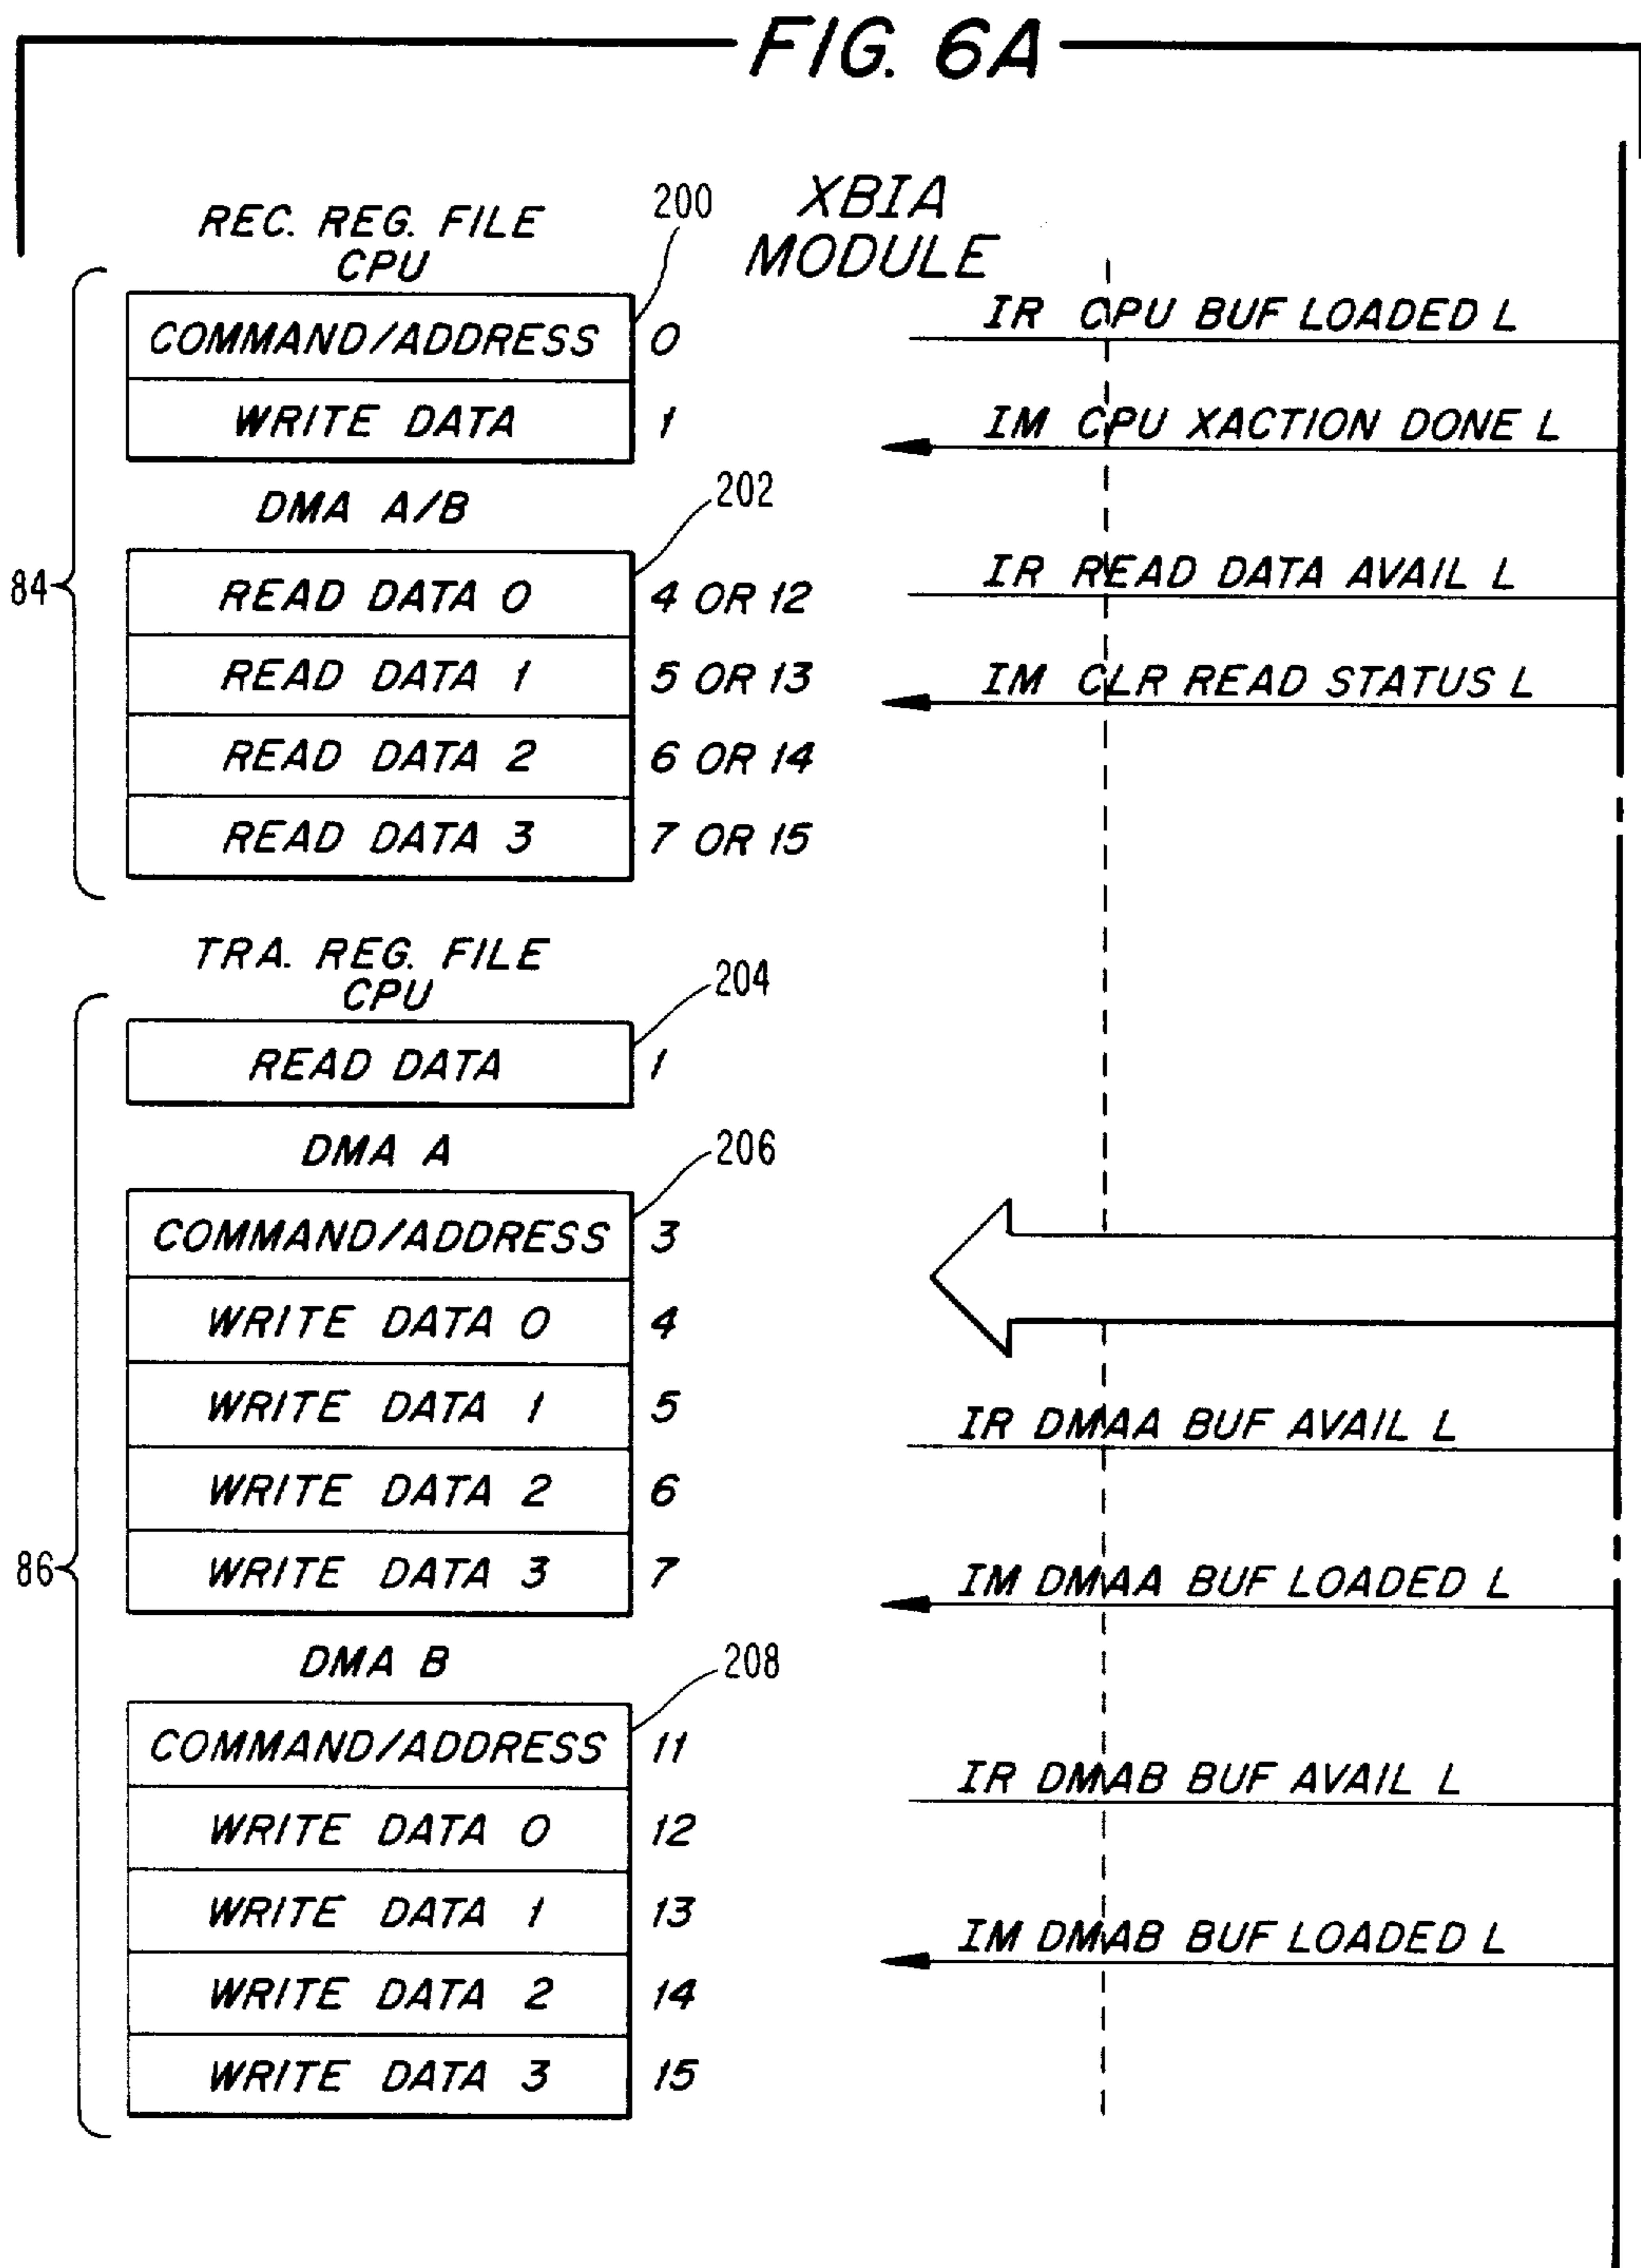 FIG. 6A
XBIA
MODULE
REC. REG. FILE
CPU
200
COMMAND/ADDRESS 0
WRITE DATA 1
DMA A/B
202
84
READ DATA 0 4 OR 12
READ DATA 1 5 OR 13
READ DATA 2 6 OR 14
READ DATA 3 7 OR 15
TRA. REG. FILE
CPU
204
READ DATA 1
DMA A
206
COMMAND/ADDRESS 3
WRITE DATA 0 4
WRITE DATA 1 5
WRITE DATA 2 6
86
WRITE DATA 3 7
DMA B
208
COMMAND/ADDRESS 11
WRITE DATA 0 12
WRITE DATA 1 13
WRITE DATA 2 14
WRITE DATA 3 15
IR CPU BUF LOADED L
IM CPU XACTION DONE L
IR READ DATA AVAIL L
IM CLR READ STATUS L
IR DMAA BUF AVAIL L
IM DMAA BUF LOADED L
IR DMAB BUF AVAIL L
IM DMAB BUF LOADED L